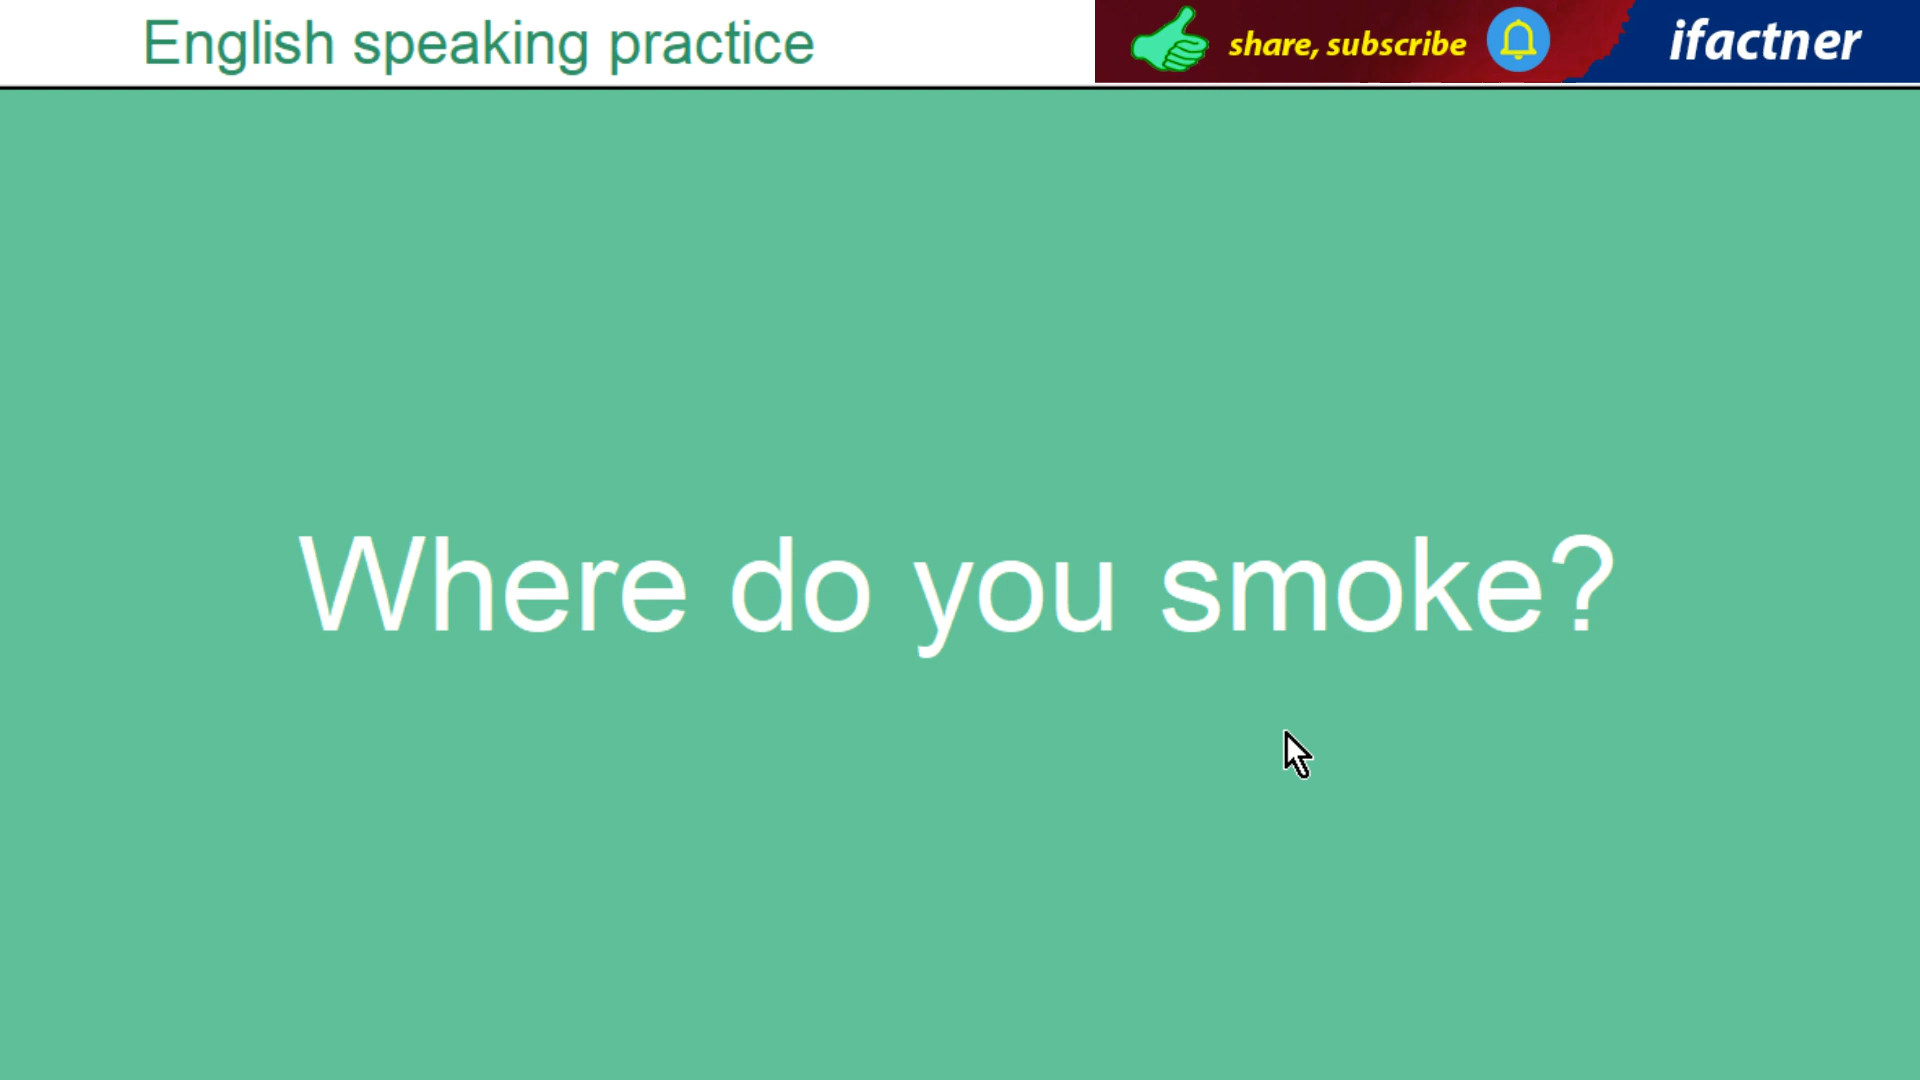 English speaking practice
share, subscribe
ifactner
Where do you smoke?